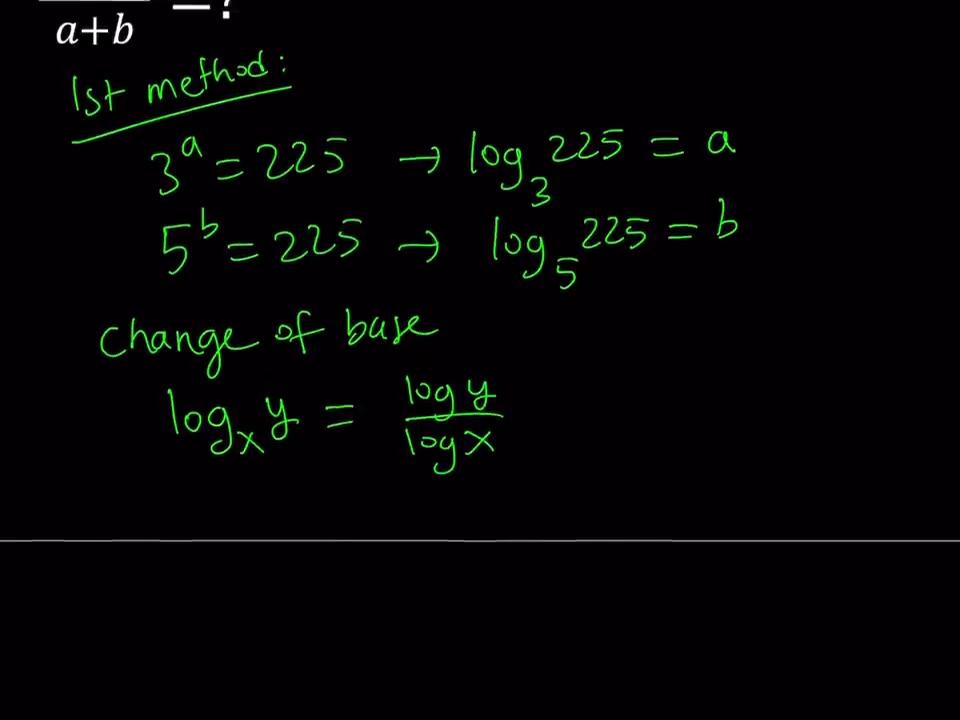 a+b =?
1st method:
3^a = 225 → log_3 225 = a
5^b = 225 → log_5 225 = b
change of base
log_x y = log y / log x